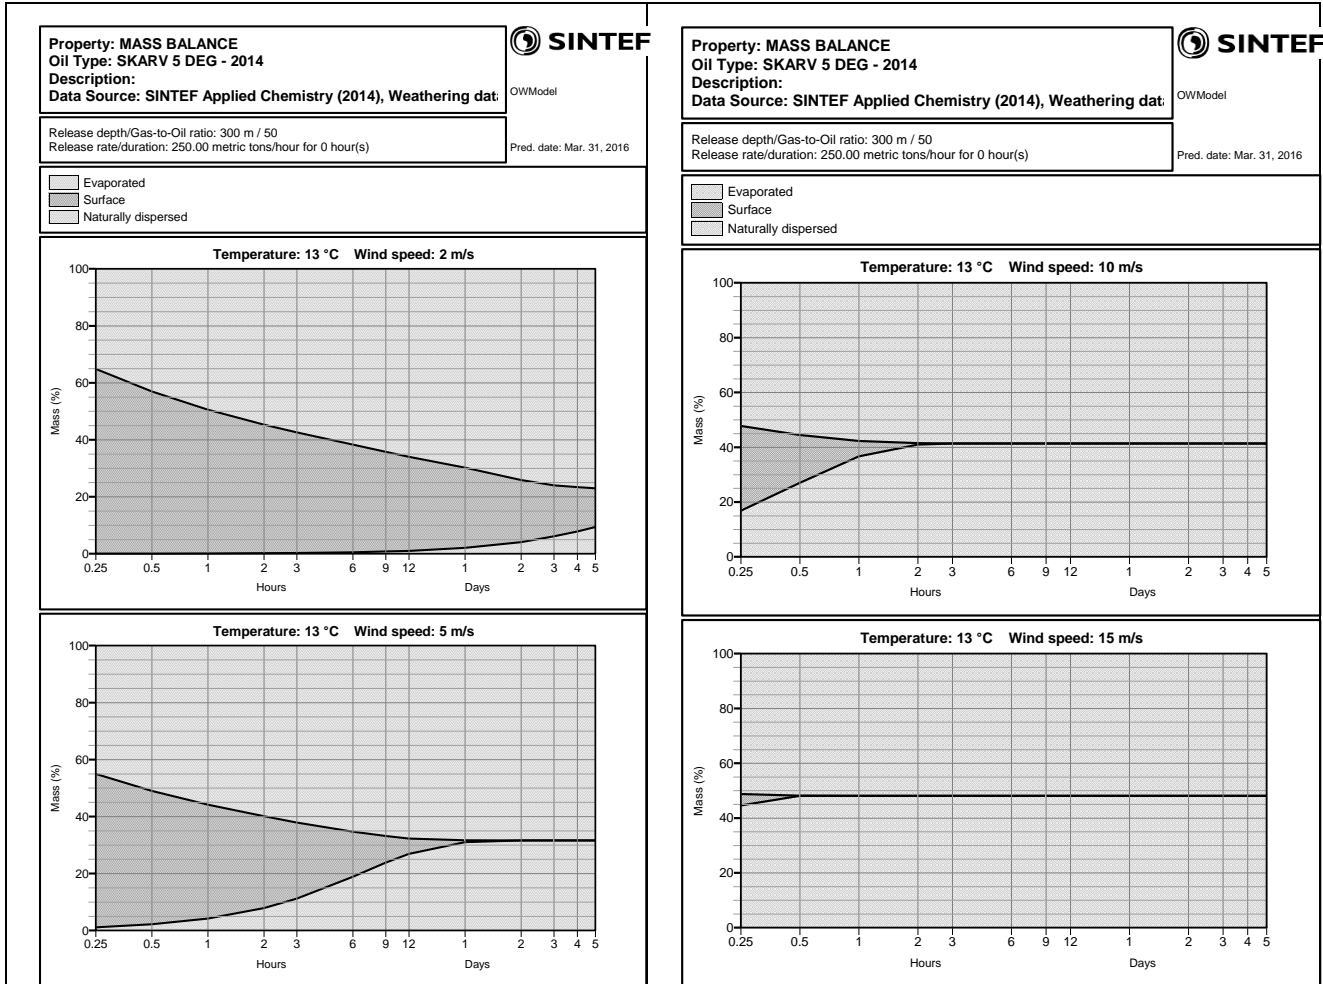 Property: MASS BALANCE
Oil Type: SKARV 5 DEG - 2014
Description:
Data Source: SINTEF Applied Chemistry (2014), Weathering data
SINTEF
OWModel
Release depth/Gas-to-Oil ratio: 300 m / 50
Release rate/duration: 250.00 metric tons/hour for 0 hour(s)
Pred. date: Mar. 31, 2016
Evaporated
Surface
Naturally dispersed
Temperature: 13 °C Wind speed: 2 m/s
100
80
60
40
20
0
Mass (%)
0.25 0.5 1 2 3 6 9 12 1 2 3 4 5
Hours Days
Temperature: 13 °C Wind speed: 5 m/s
100
80
60
40
20
0
Mass (%)
0.25 0.5 1 2 3 6 9 12 1 2 3 4 5
Hours Days
Property: MASS BALANCE
Oil Type: SKARV 5 DEG - 2014
Description:
Data Source: SINTEF Applied Chemistry (2014), Weathering data
SINTEF
OWModel
Release depth/Gas-to-Oil ratio: 300 m / 50
Release rate/duration: 250.00 metric tons/hour for 0 hour(s)
Pred. date: Mar. 31, 2016
Evaporated
Surface
Naturally dispersed
Temperature: 13 °C Wind speed: 10 m/s
100
80
60
40
20
0
Mass (%)
0.25 0.5 1 2 3 6 9 12 1 2 3 4 5
Hours Days
Temperature: 13 °C Wind speed: 15 m/s
100
80
60
40
20
0
Mass (%)
0.25 0.5 1 2 3 6 9 12 1 2 3 4 5
Hours Days